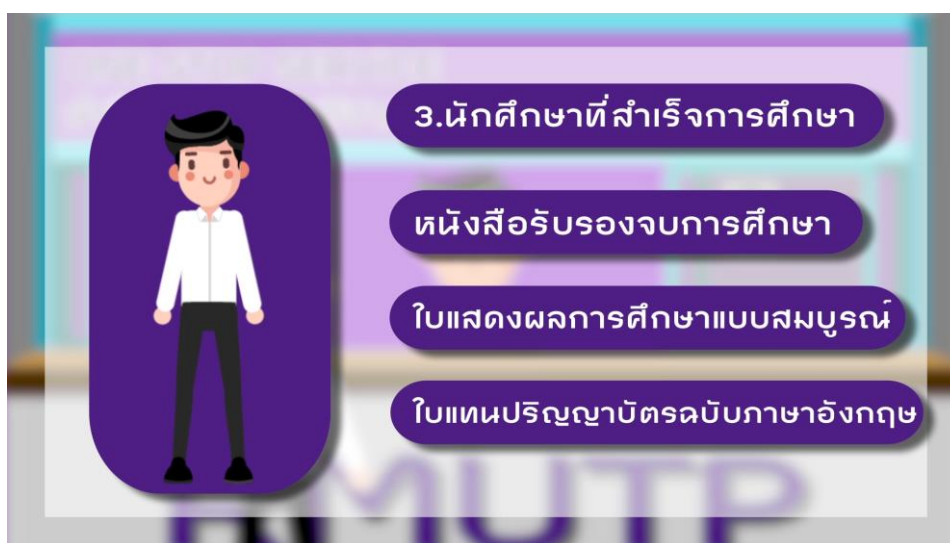 3.นักศึกษาที่สำเร็จการศึกษา
หนังสือรับรองจบการศึกษา
ใบแสดงผลการศึกษาแบบสมบูรณ์
ใบแทนปริญญาบัตรฉบับภาษาอังกฤษ
RMUTP